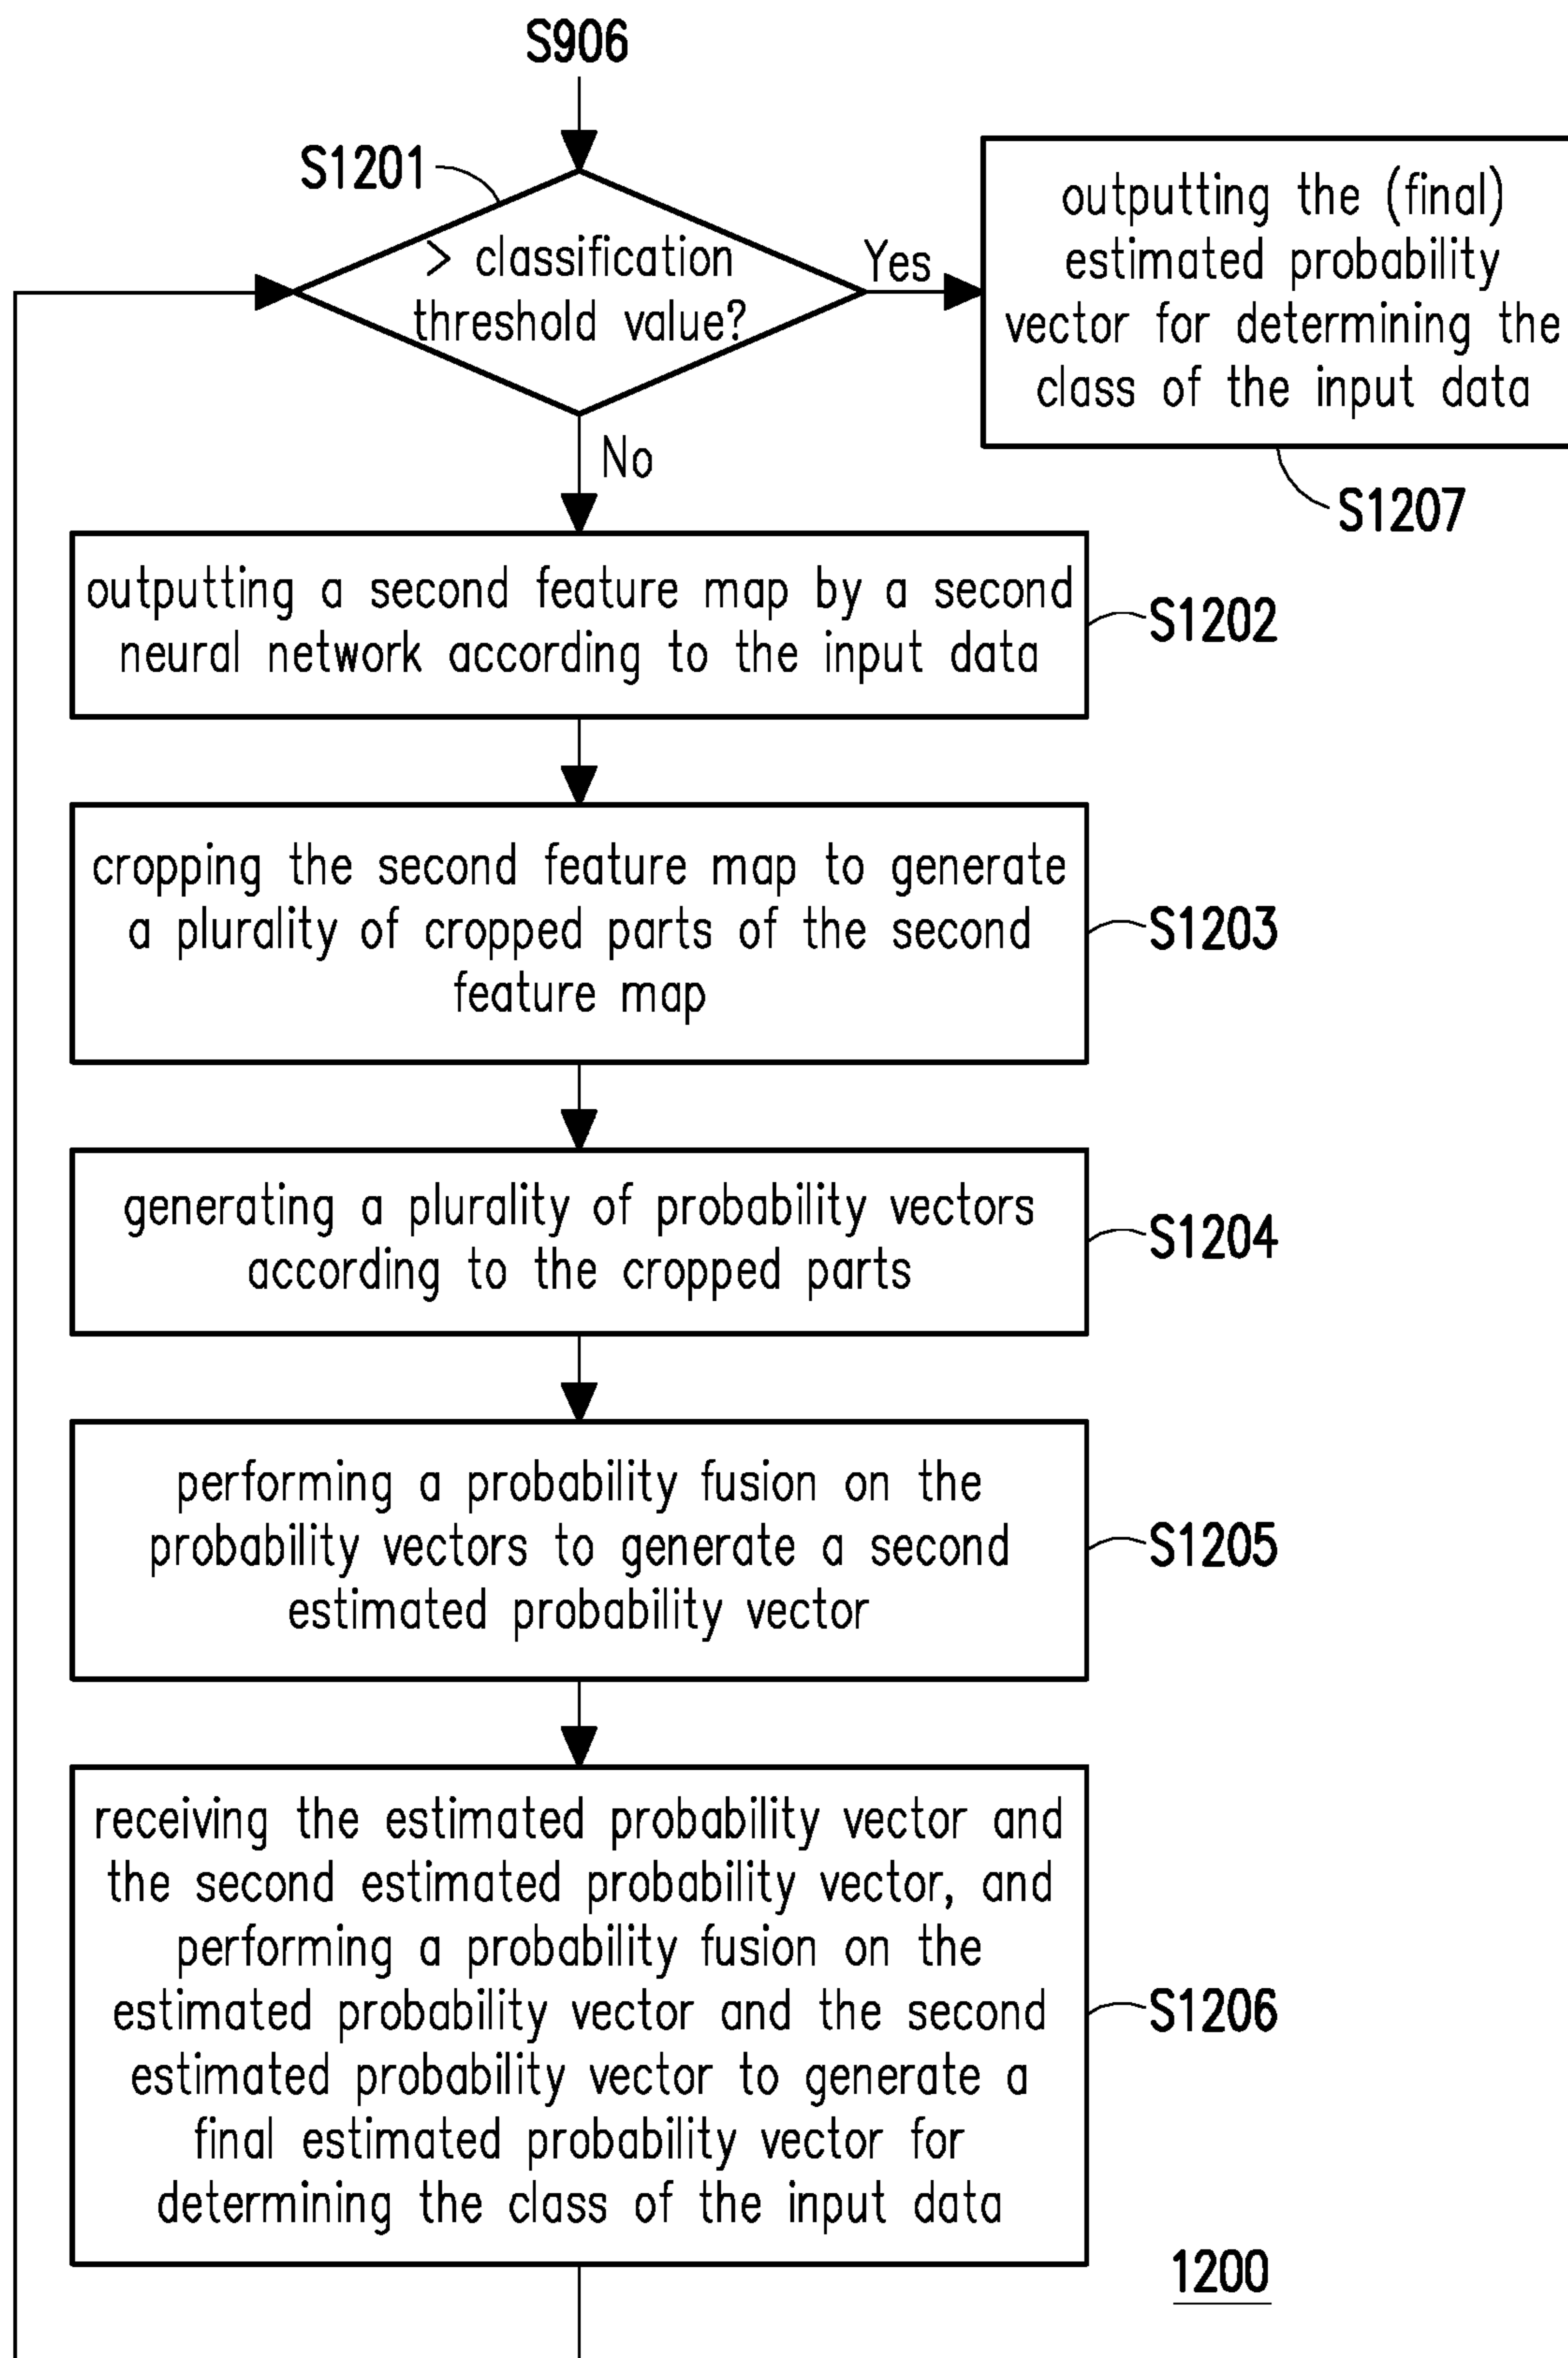 S906
S1201
> classification
threshold value?
Yes
outputting the (final)
estimated probability
vector for determining the
class of the input data
S1207
No
outputting a second feature map by a second
neural network according to the input data
S1202
cropping the second feature map to generate
a plurality of cropped parts of the second
feature map
S1203
generating a plurality of probability vectors
according to the cropped parts
S1204
performing a probability fusion on the
probability vectors to generate a second
estimated probability vector
S1205
receiving the estimated probability vector and
the second estimated probability vector, and
performing a probability fusion on the
estimated probability vector and the second
estimated probability vector to generate a
final estimated probability vector for
determining the class of the input data
S1206
1200